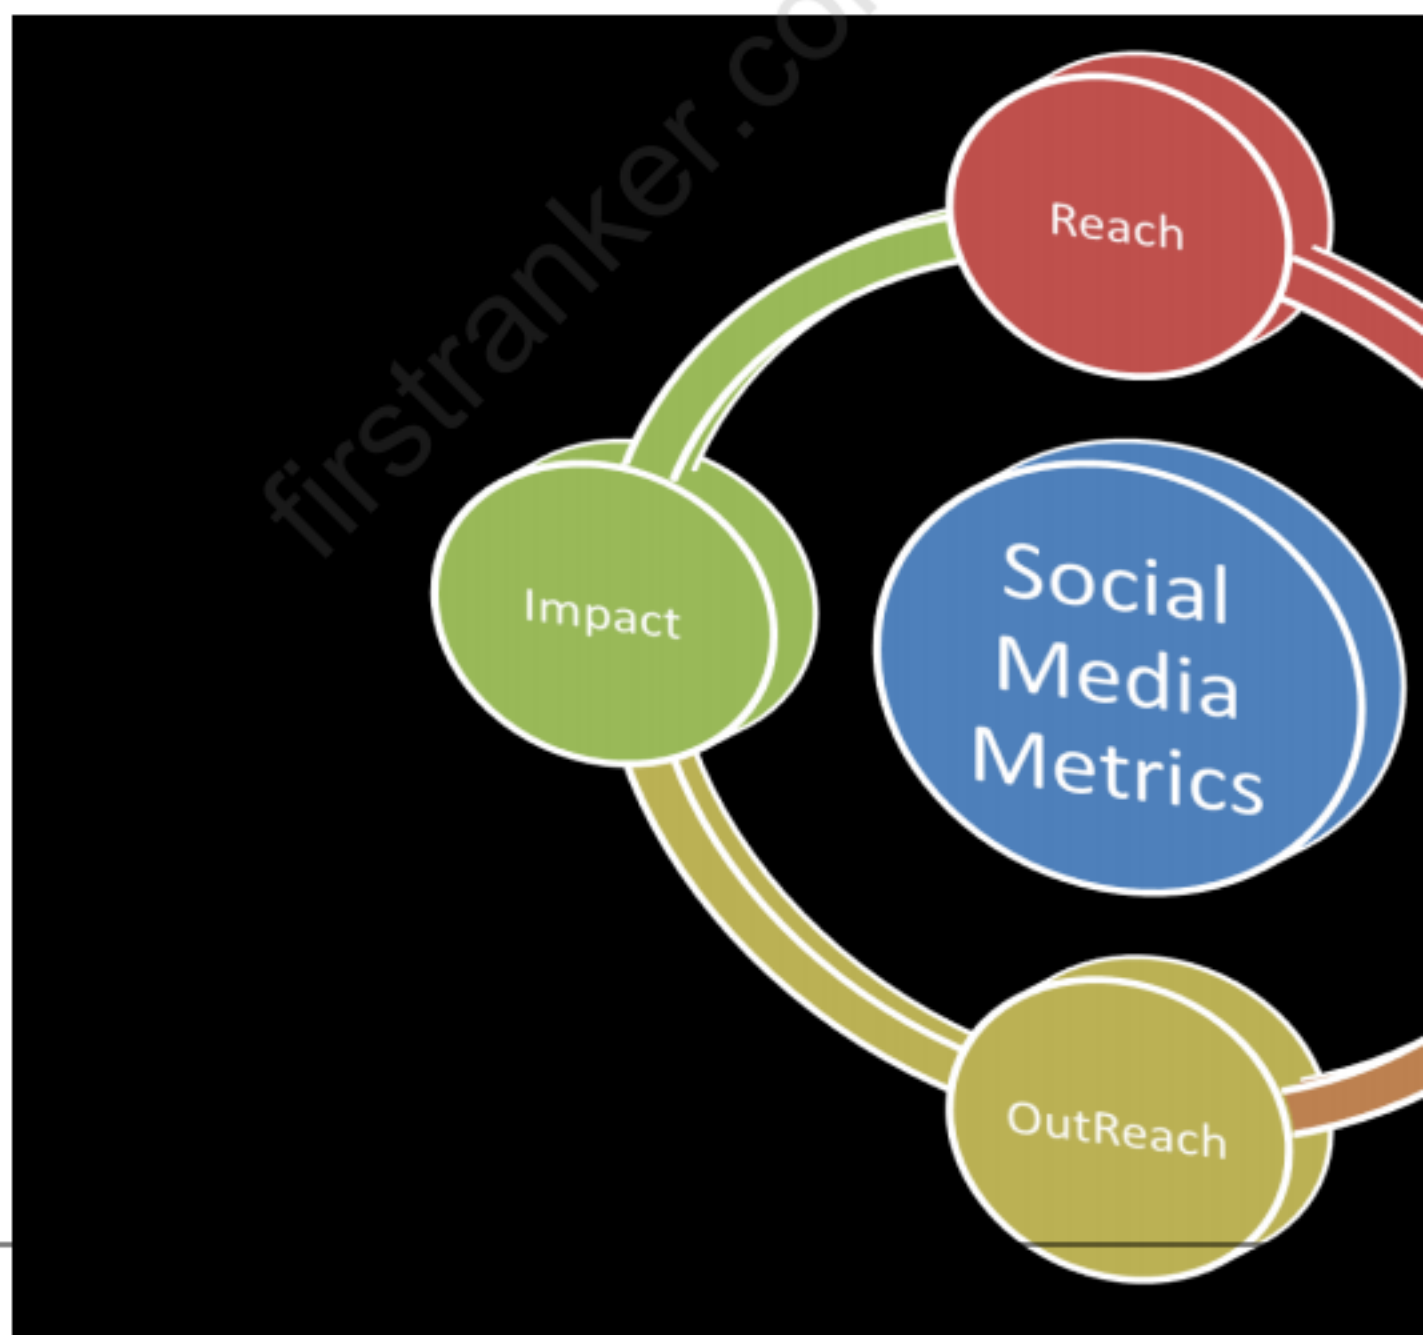 firstranker.co
Reach
Impact
Social
Media
Metrics
OutReach